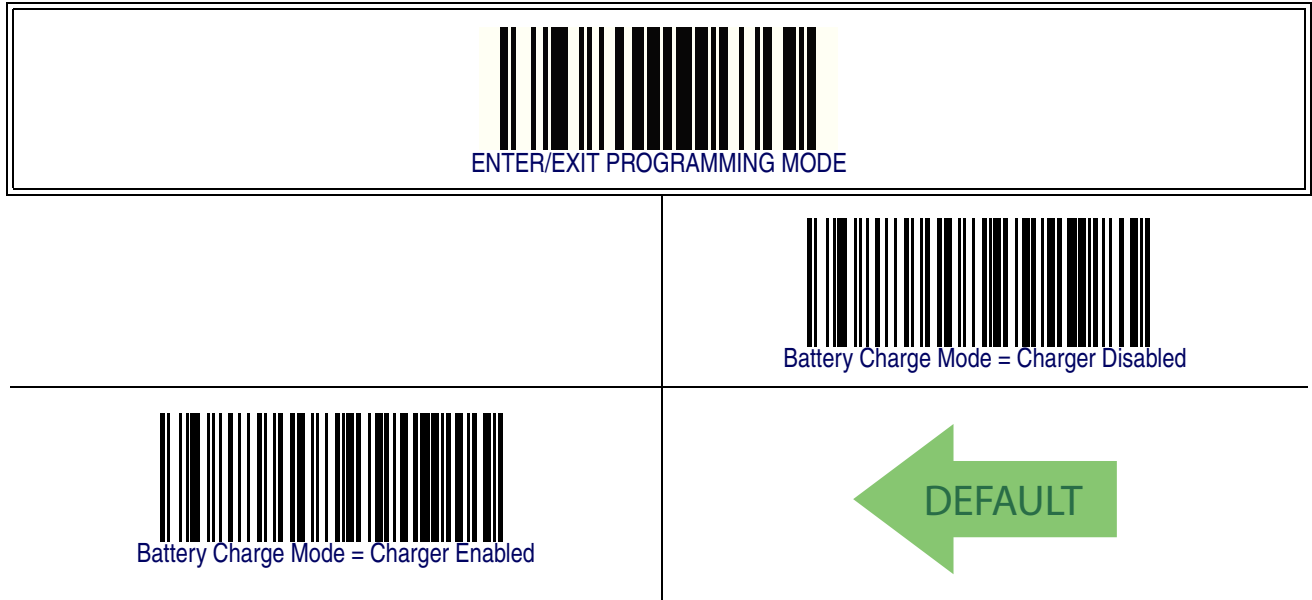 ENTER/EXIT PROGRAMMING MODE
Battery Charge Mode = Charger Disabled
Battery Charge Mode = Charger Enabled
DEFAULT